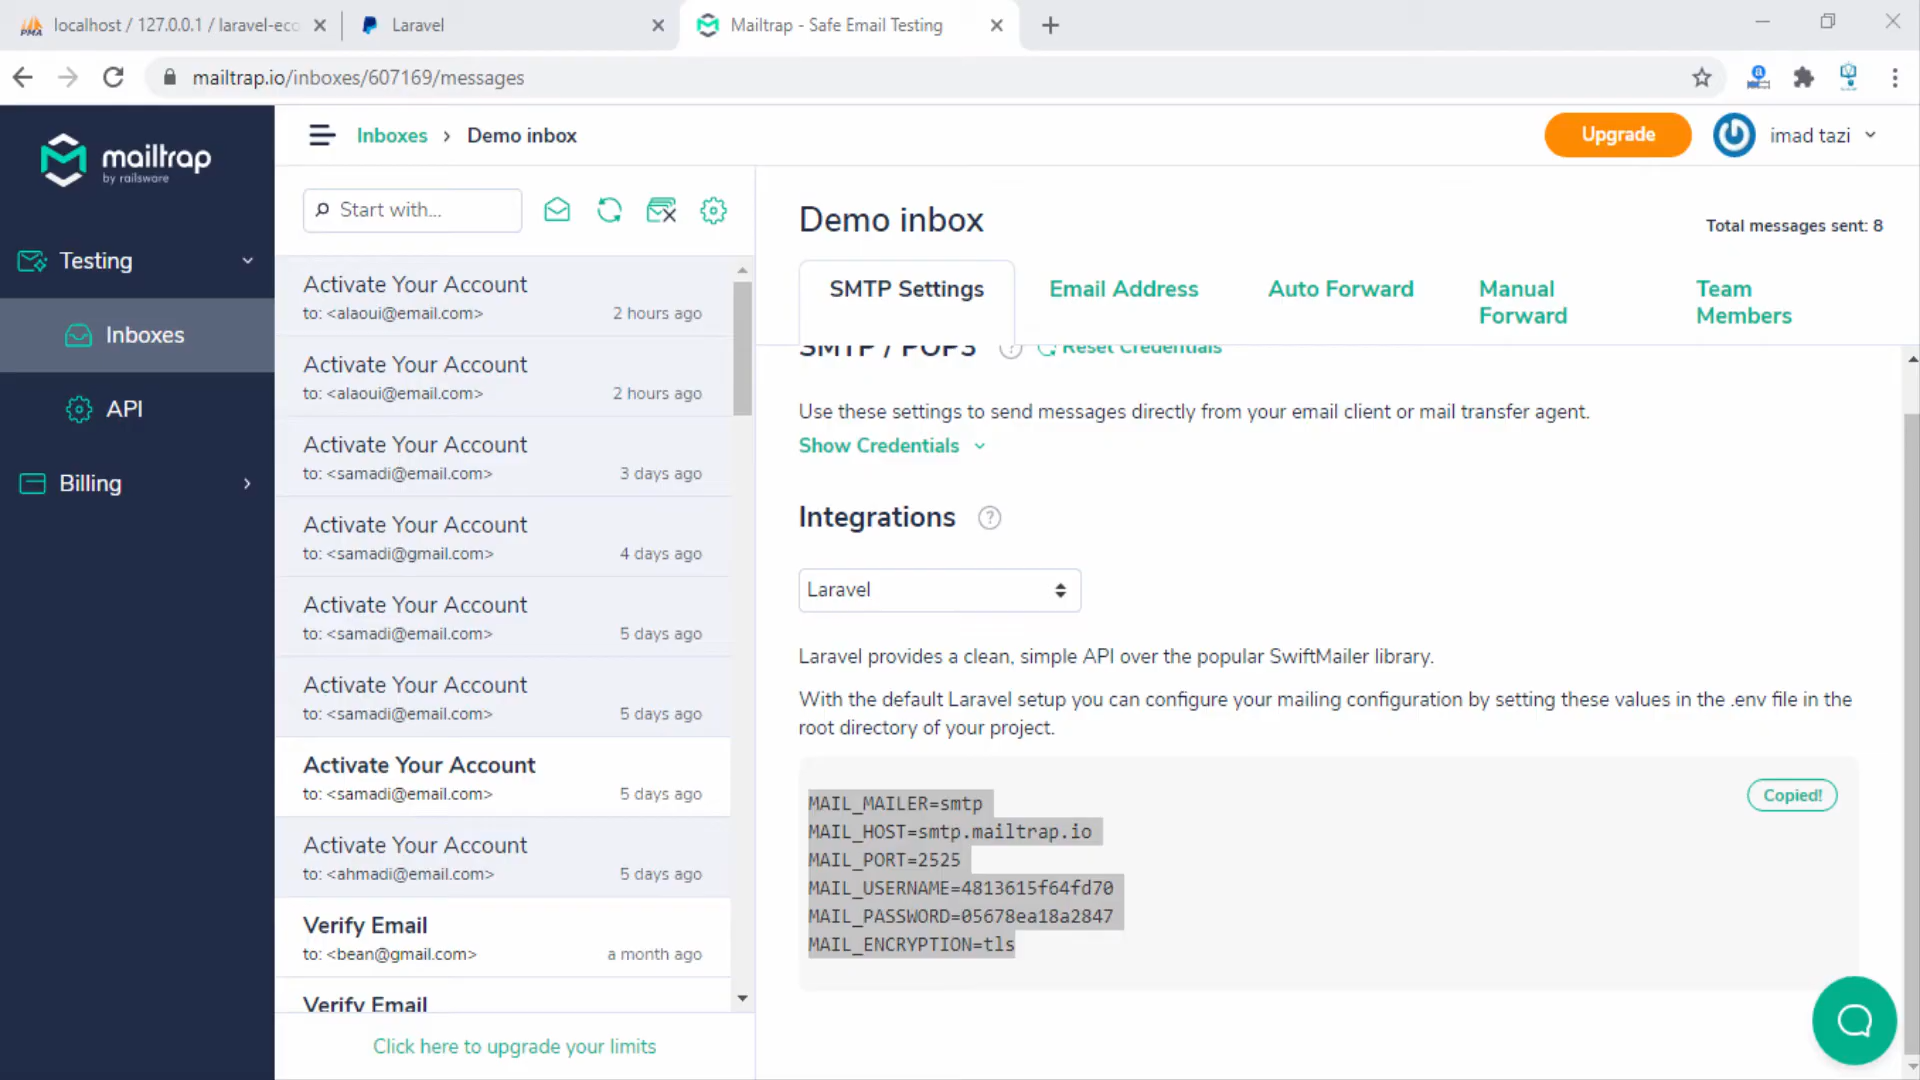 localhost / 127.0.0.1 / laravel-eco
Laravel
Mailtrap - Safe Email Testing
mailtrap.io/inboxes/607169/messages
mailtrap
by railsware
Inboxes › Demo inbox
Upgrade
imad tazi
Start with...
Demo inbox
Total messages sent: 8
Testing
Inboxes
API
Billing
Activate Your Account
to: <alaoui@email.com> 2 hours ago
Activate Your Account
to: <alaoui@email.com> 2 hours ago
Activate Your Account
to: <samadi@email.com> 3 days ago
Activate Your Account
to: <samadi@gmail.com> 4 days ago
Activate Your Account
to: <samadi@email.com> 5 days ago
Activate Your Account
to: <samadi@email.com> 5 days ago
Activate Your Account
to: <samadi@email.com> 5 days ago
Activate Your Account
to: <ahmadi@email.com> 5 days ago
Verify Email
to: <bean@gmail.com> a month ago
Verify Email
Click here to upgrade your limits
SMTP Settings
Email Address
Auto Forward
Manual Forward
Team Members
SMTP / POP3 Reset Credentials
Use these settings to send messages directly from your email client or mail transfer agent.
Show Credentials
Integrations
Laravel
Laravel provides a clean, simple API over the popular SwiftMailer library.
With the default Laravel setup you can configure your mailing configuration by setting these values in the .env file in the
root directory of your project.
Copied!
MAIL_MAILER=smtp
MAIL_HOST=smtp.mailtrap.io
MAIL_PORT=2525
MAIL_USERNAME=4813615f64fd70
MAIL_PASSWORD=05678ea18a2847
MAIL_ENCRYPTION=tls